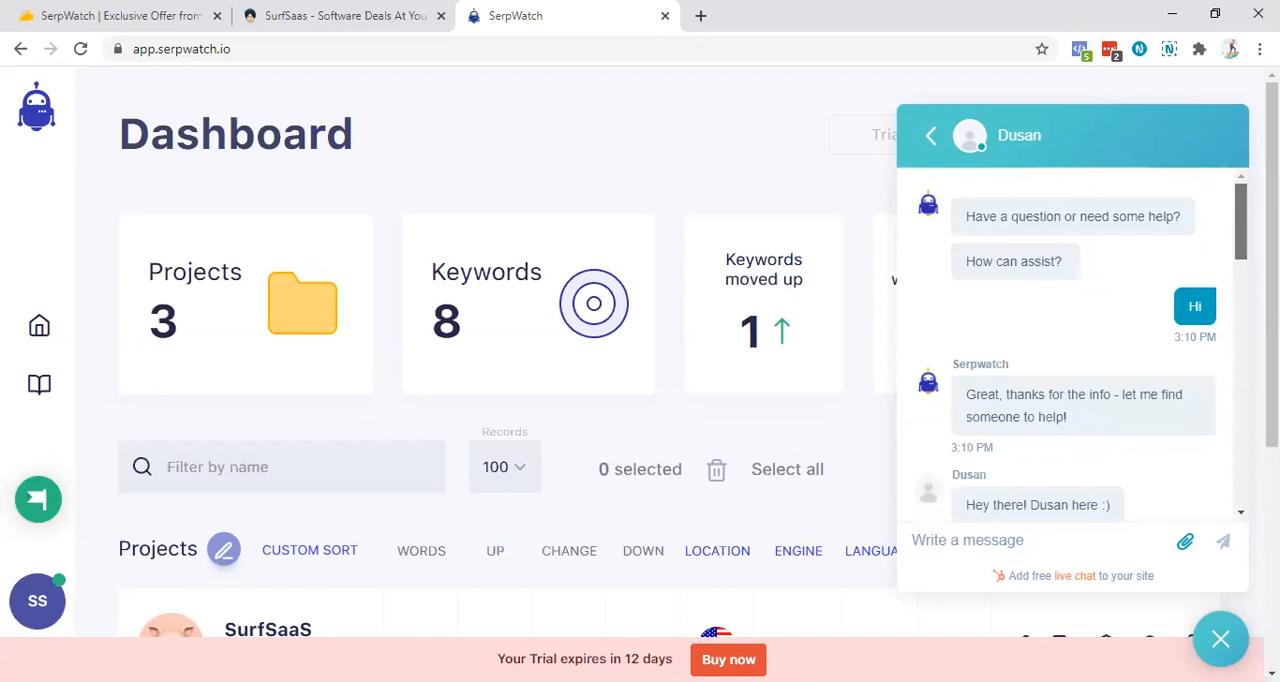 SerpWatch | Exclusive Offer from
SurfSaas - Software Deals At You
SerpWatch
app.serpwatch.io
5
2
Dashboard
Projects
3
Keywords
8
Keywords
moved up
1
Dusan
Have a question or need some help?
How can assist?
Hi
3:10 PM
Serpwatch
Great, thanks for the info - let me find
someone to help!
3:10 PM
Dusan
Hey there! Dusan here :)
Write a message
Add free live chat to your site
Records
Filter by name
100
0 selected
Select all
Projects
CUSTOM SORT
WORDS
UP
CHANGE
DOWN
LOCATION
ENGINE
LANGUA
SS
SurfSaaS
Your Trial expires in 12 days
Buy now